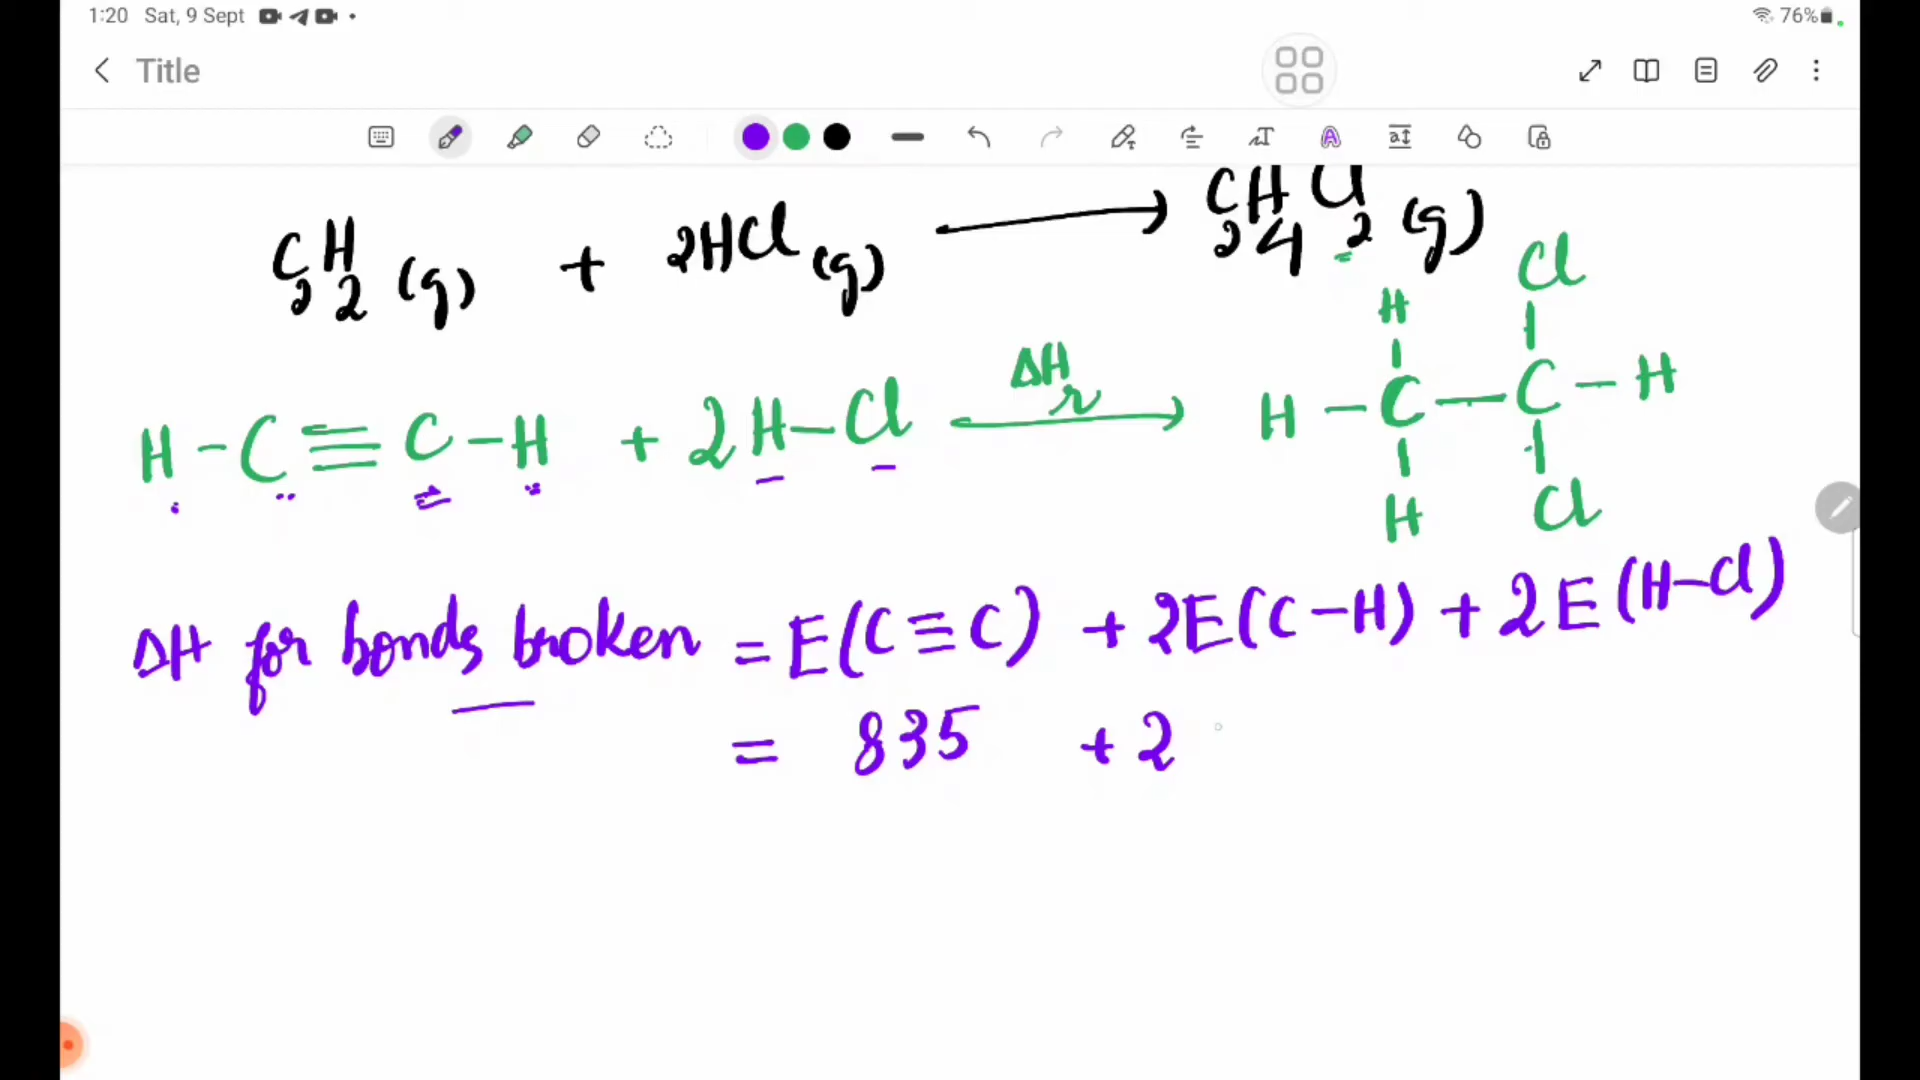 1:20 Sat, 9 Sept
76%
Title
C₂H₂ (g) + 2HCl (g) ⟶ C₂H₄Cl₂ (g)
Cl
H
ΔHr
H-C≡C-H + 2H-Cl ⟶ H-C-C-H
H Cl
ΔH for bonds broken = E(C≡C) + 2E(C-H) + 2E(H-Cl)
= 835 + 2